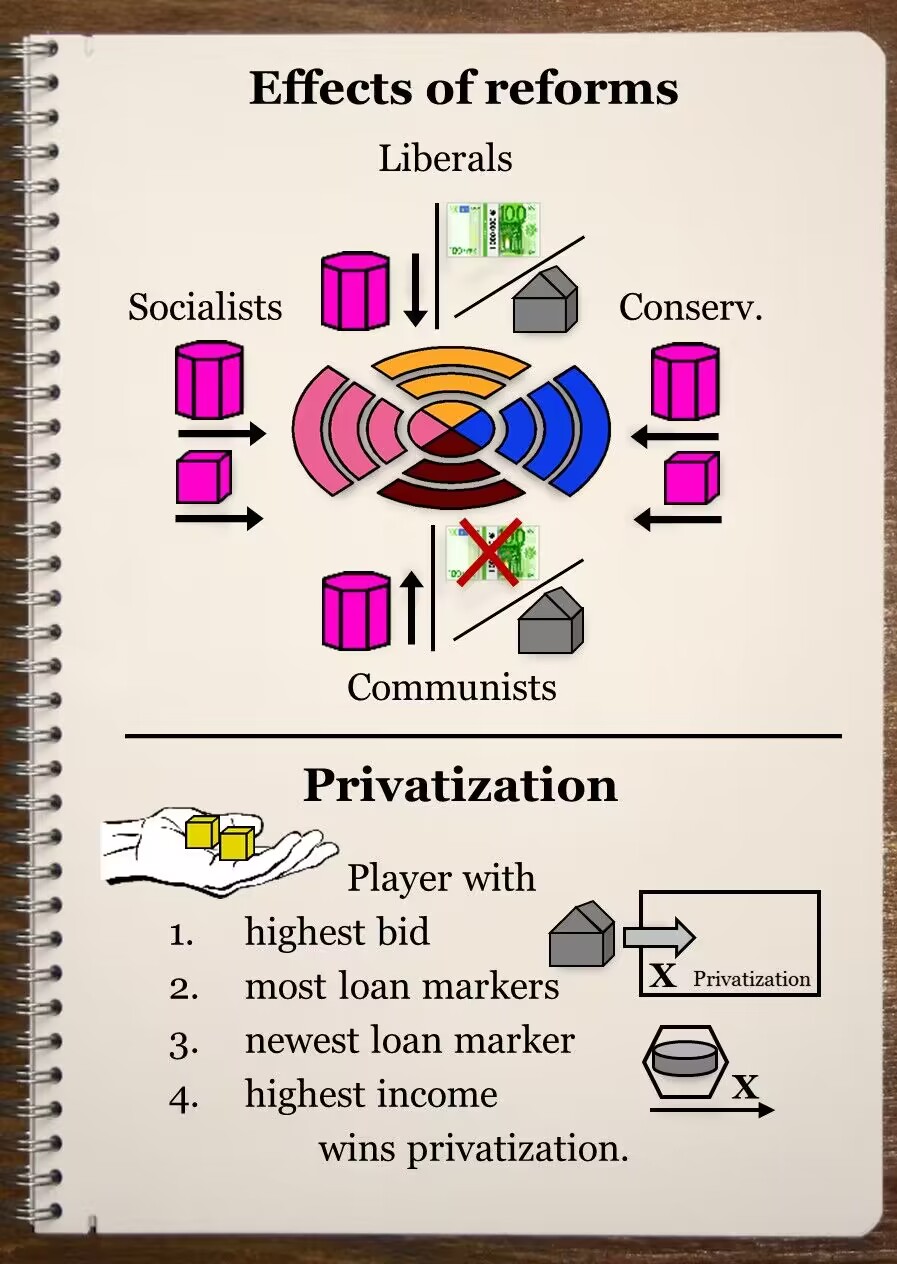 Effects of reforms
Liberals
Socialists
Conserv.
Communists
Privatization
Player with
1. highest bid
2. most loan markers
3. newest loan marker
4. highest income
wins privatization.
X Privatization
X